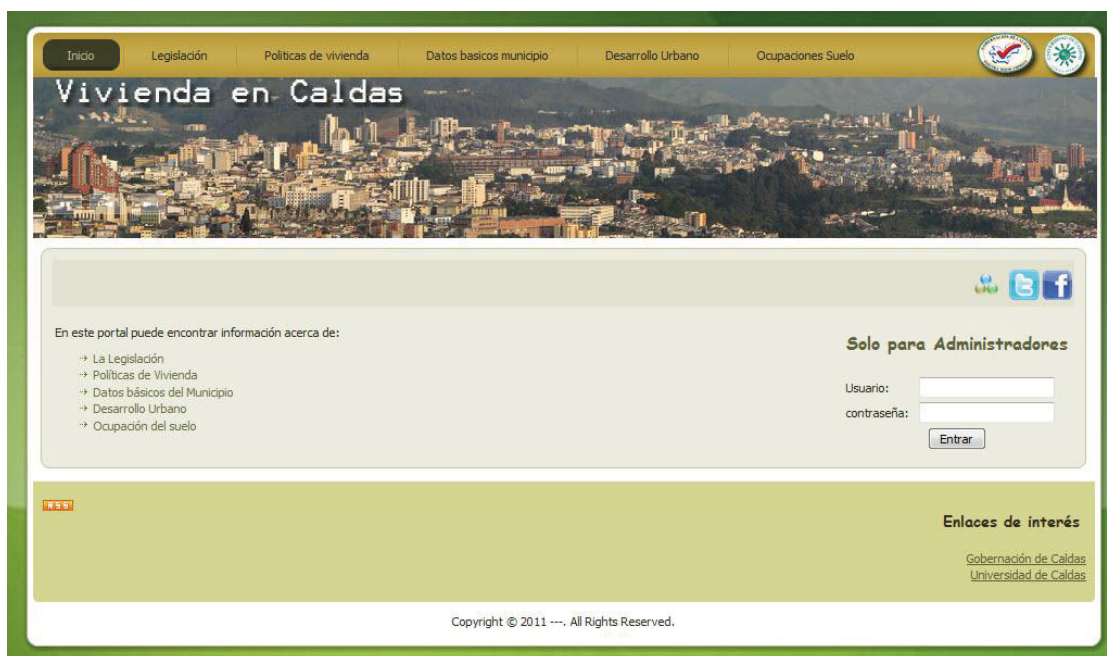 Inicio Legislación Politicas de vivienda Datos basicos municipio Desarrollo Urbano Ocupaciones Suelo
Vivienda en Caldas
En este portal puede encontrar información acerca de:
La Legislación
Políticas de Vivienda
Datos básicos del Municipio
Desarrollo Urbano
Ocupación del suelo
Solo para Administradores
Usuario:
contraseña:
Entrar
RSS
Enlaces de interés
Gobernación de Caldas
Universidad de Caldas
Copyright © 2011 ---. All Rights Reserved.